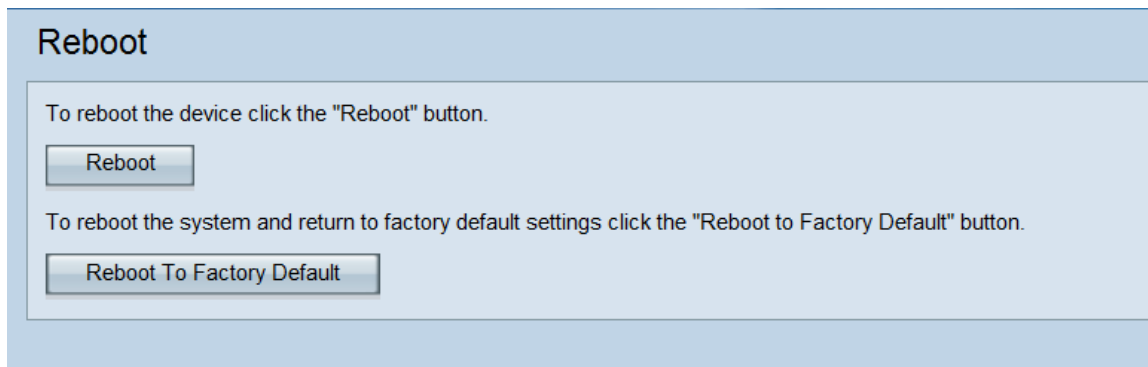 Reboot
To reboot the device click the "Reboot" button.
Reboot
To reboot the system and return to factory default settings click the "Reboot to Factory Default" button.
Reboot To Factory Default